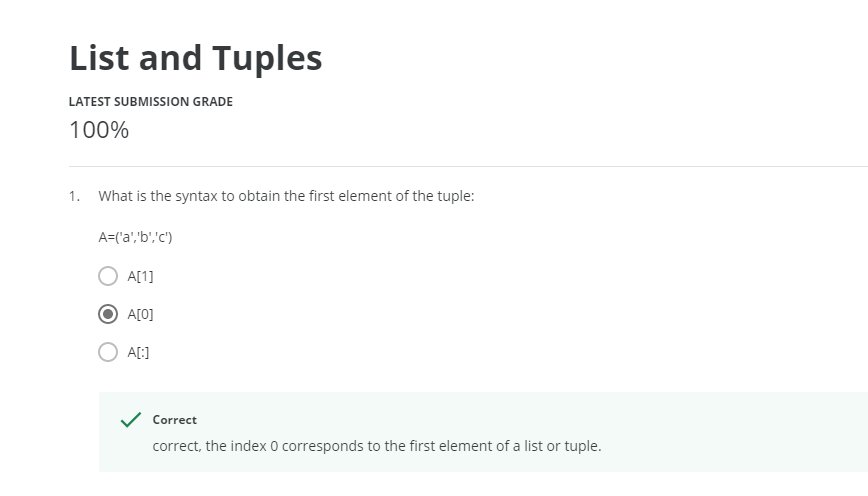 List and Tuples
LATEST SUBMISSION GRADE
100%
1. What is the syntax to obtain the first element of the tuple:
A=('a','b','c')
A[1]
A[0]
A[:]
Correct
correct, the index 0 corresponds to the first element of a list or tuple.